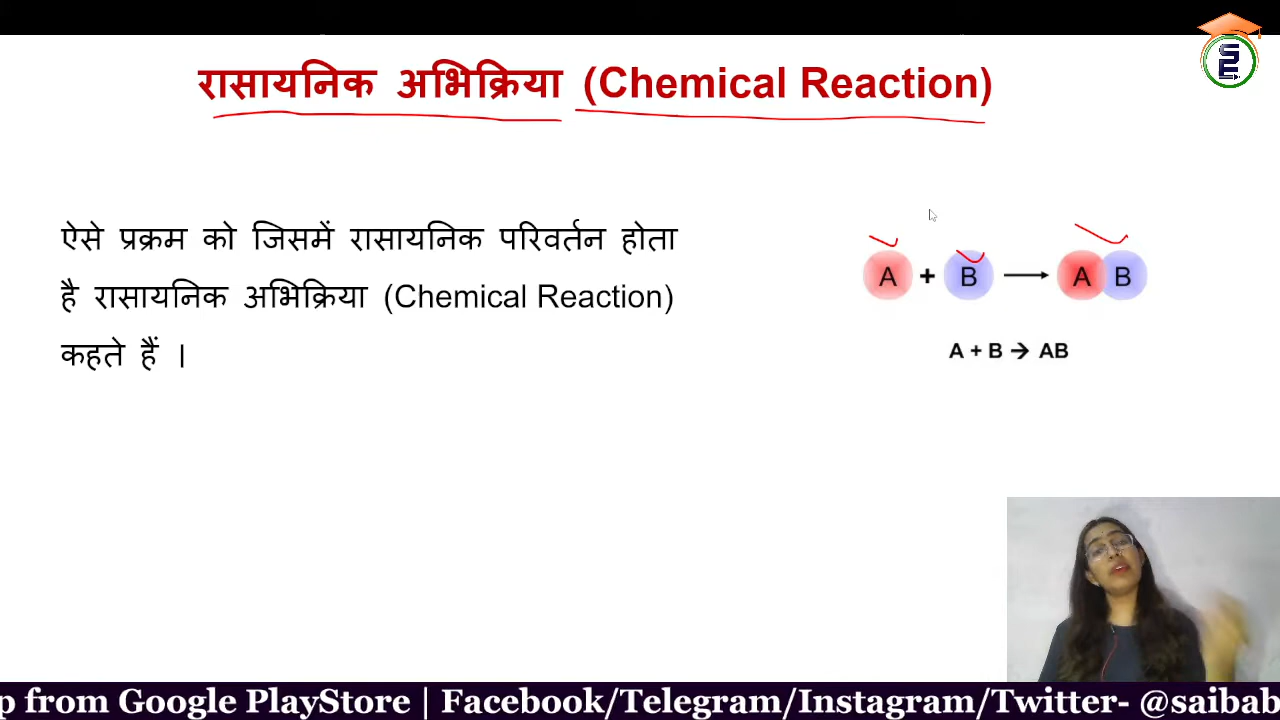 रासायनिक अभिक्रिया (Chemical Reaction)
ऐसे प्रक्रम को जिसमें रासायनिक परिवर्तन होता
है रासायनिक अभिक्रिया (Chemical Reaction)
कहते हैं ।
A + B → A B
A + B → AB
p from Google PlayStore | Facebook/Telegram/Instagram/Twitter- @saibab